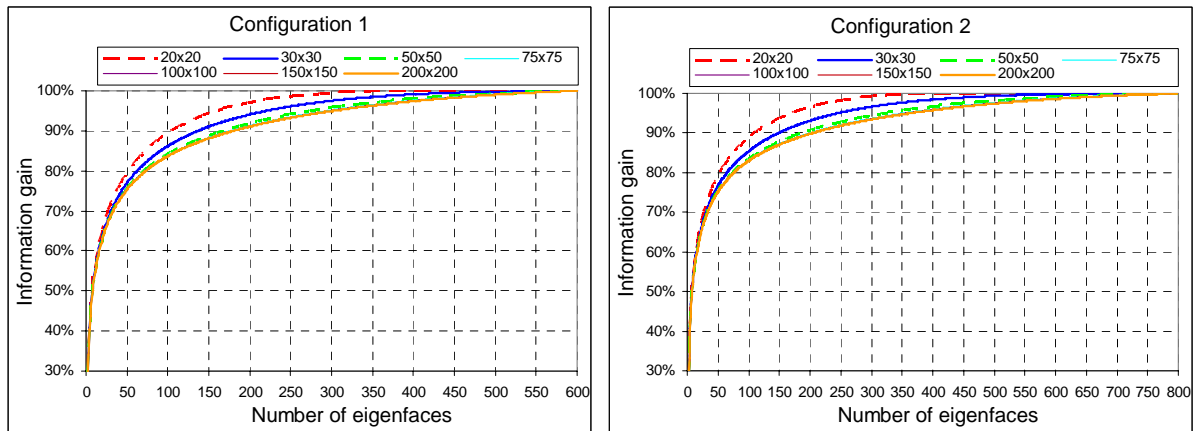 Configuration 1
20x20 30x30 50x50 75x75
100x100 150x150 200x200
100%
90%
80%
70%
60%
50%
40%
30%
Information gain
0 50 100 150 200 250 300 350 400 450 500 550 600
Number of eigenfaces
Configuration 2
20x20 30x30 50x50 75x75
100x100 150x150 200x200
100%
90%
80%
70%
60%
50%
40%
30%
Information gain
0 50 100 150 200 250 300 350 400 450 500 550 600 650 700 750 800
Number of eigenfaces